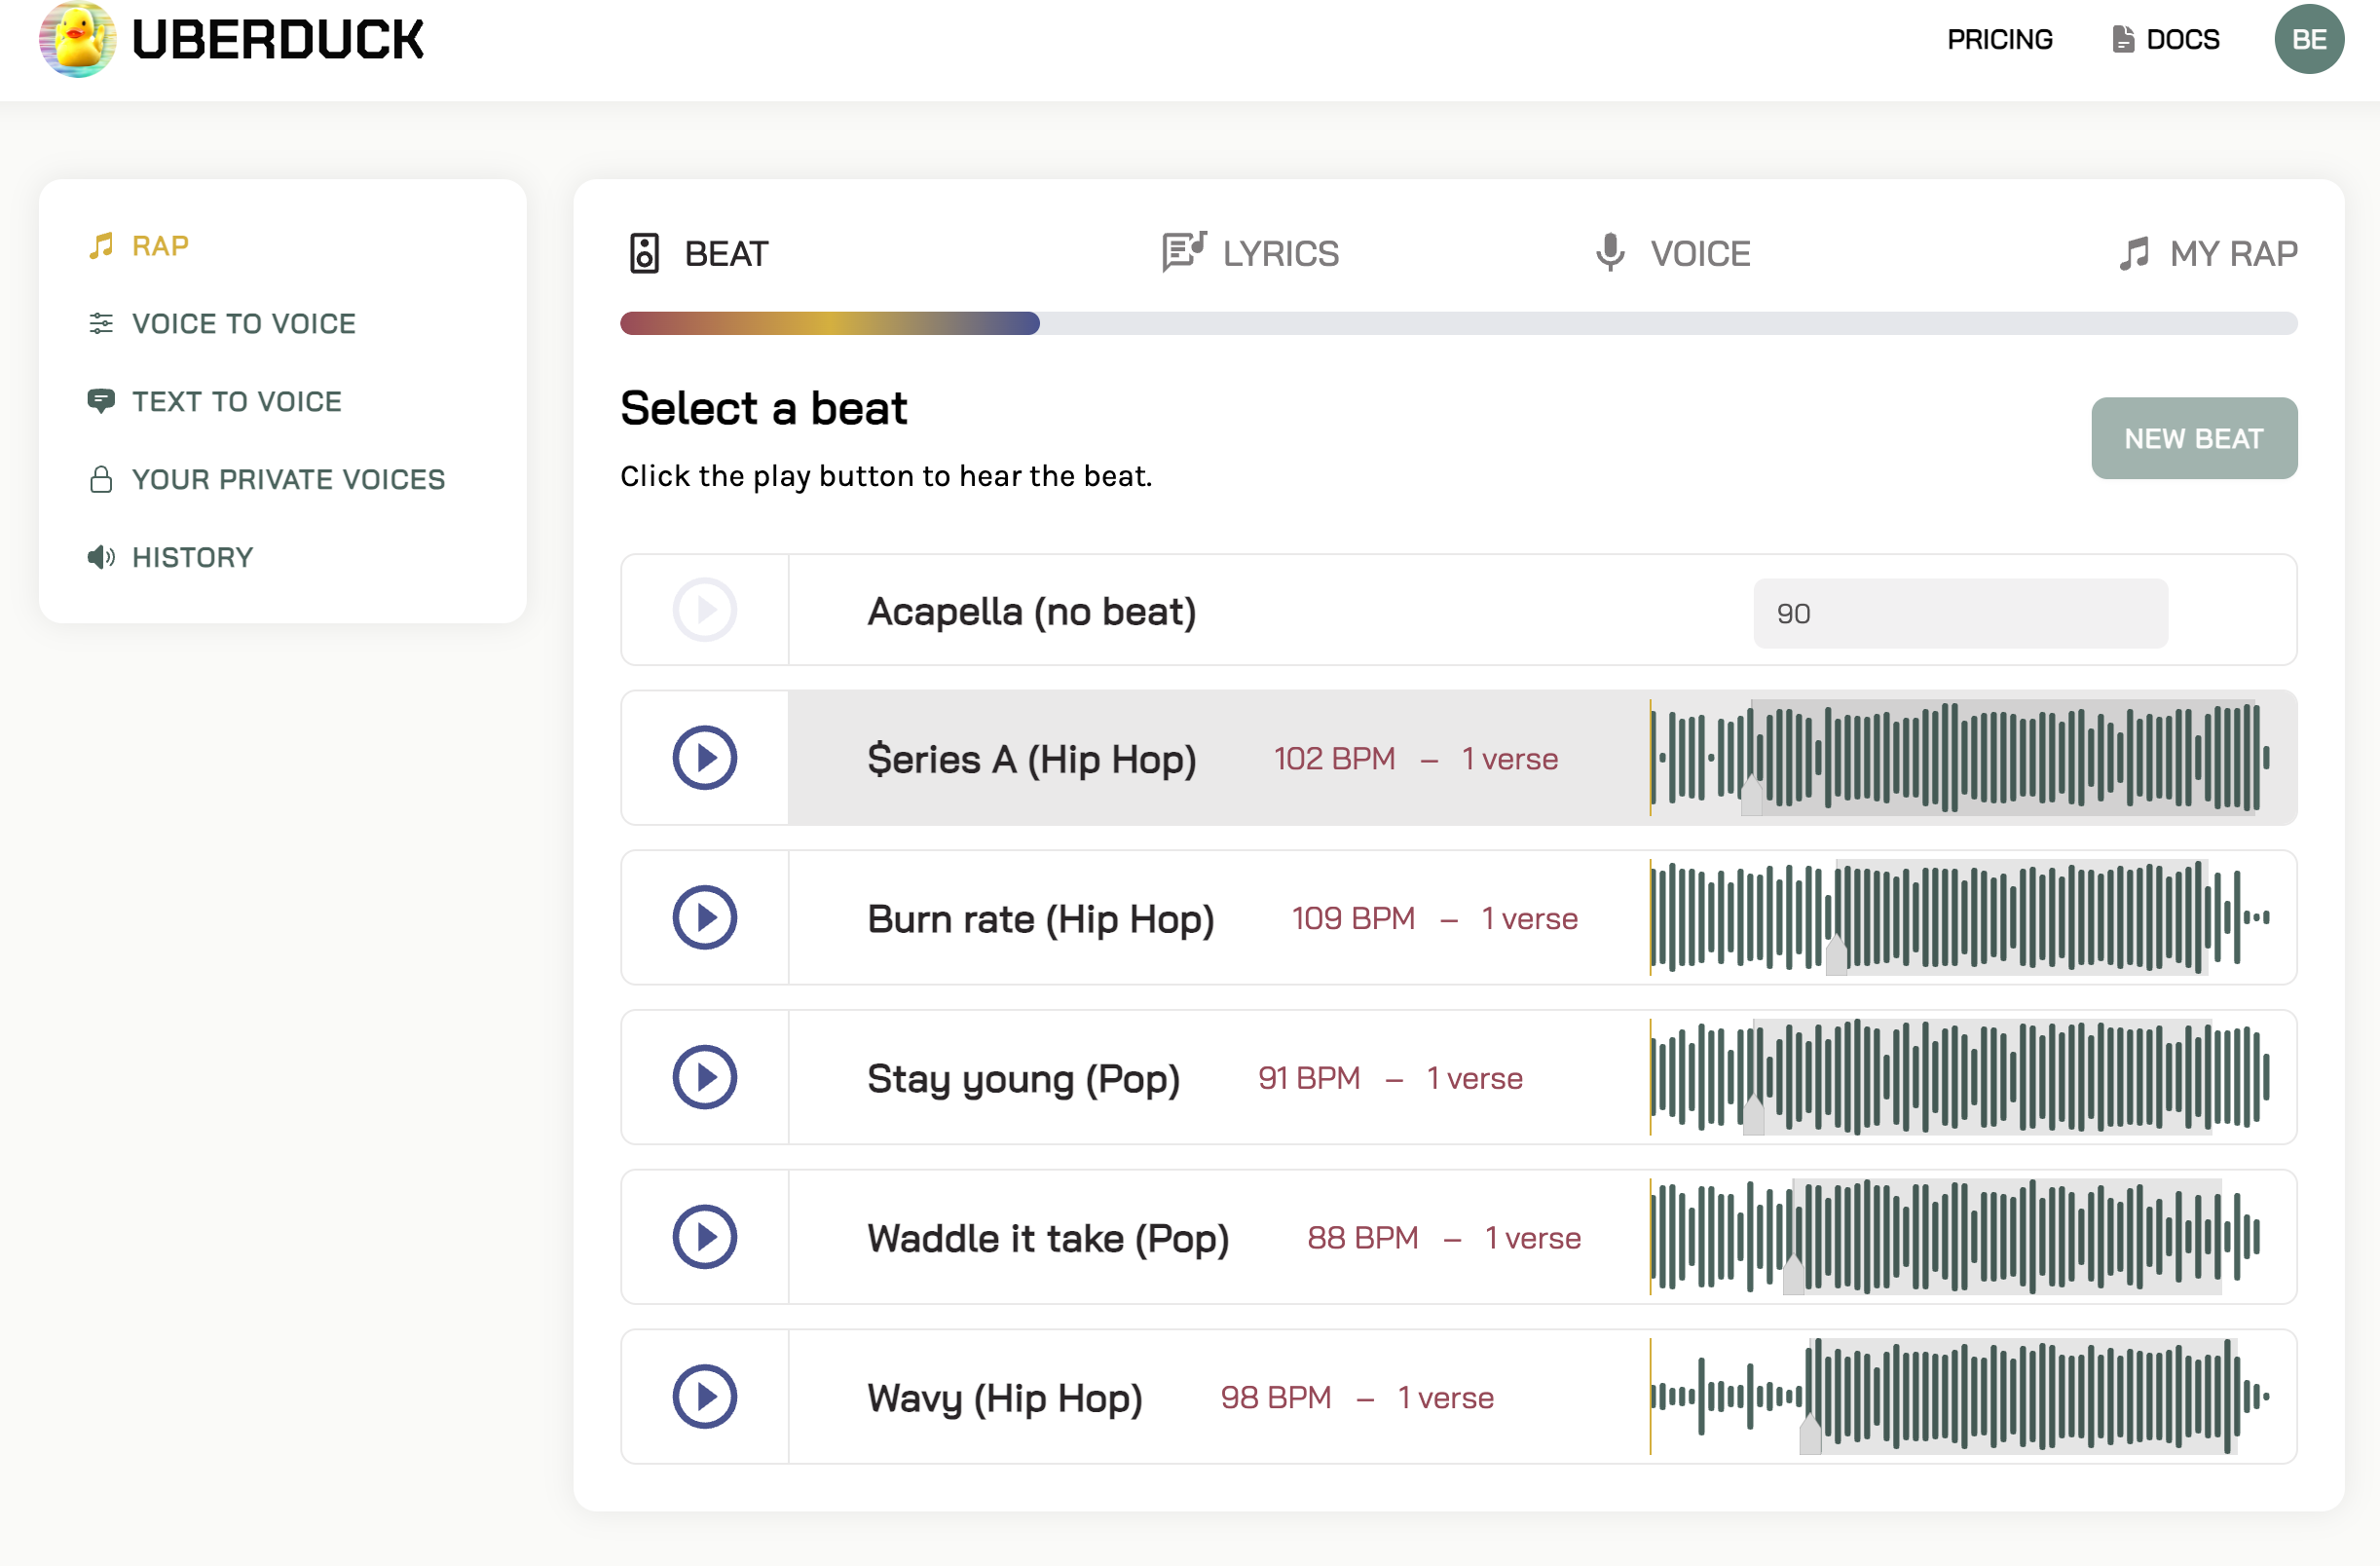 UBERDUCK
PRICING
DOCS
BE
RAP
VOICE TO VOICE
TEXT TO VOICE
YOUR PRIVATE VOICES
HISTORY
BEAT
LYRICS
VOICE
MY RAP
Select a beat
Click the play button to hear the beat.
NEW BEAT
Acapella (no beat)
90
$eries A (Hip Hop)
102 BPM – 1 verse
Burn rate (Hip Hop)
109 BPM – 1 verse
Stay young (Pop)
91 BPM – 1 verse
Waddle it take (Pop)
88 BPM – 1 verse
Wavy (Hip Hop)
98 BPM – 1 verse